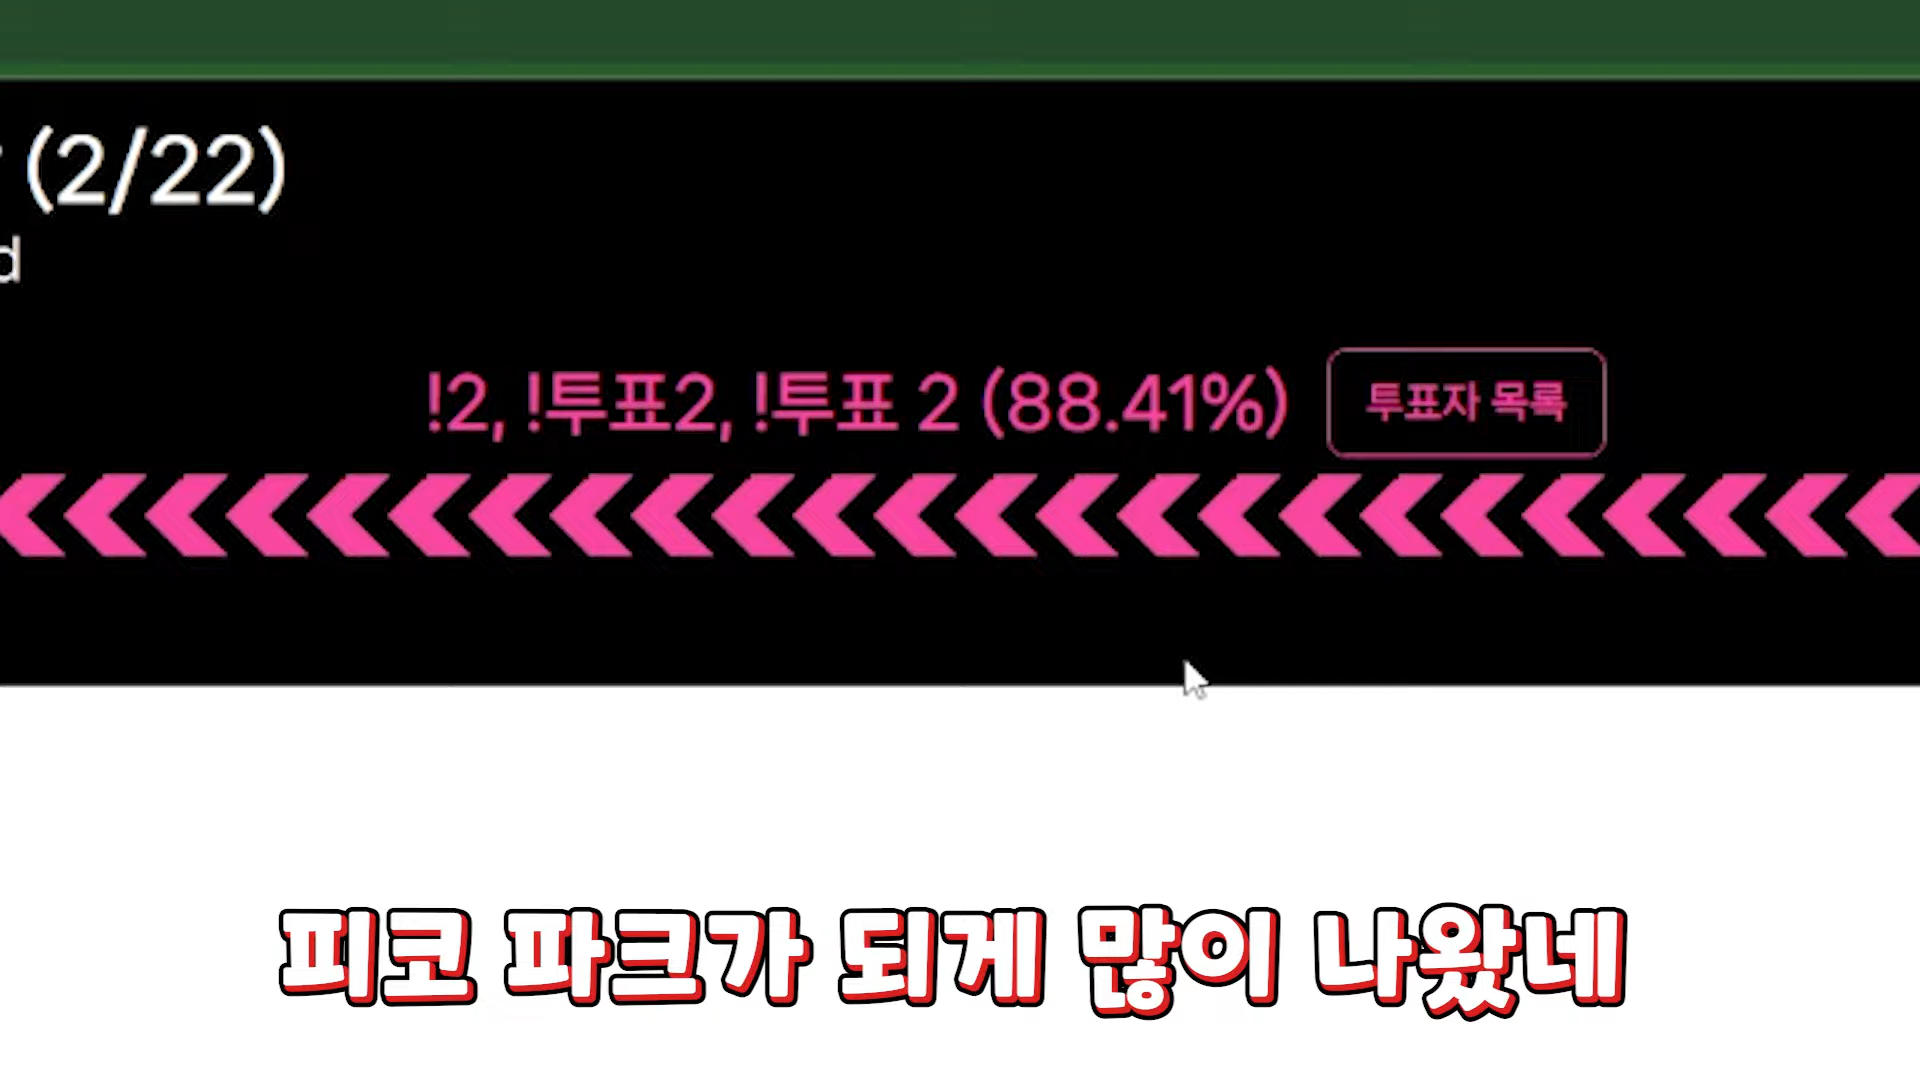 (2/22)
d
!2, !투표2, !투표 2 (88.41%)
투표자 목록
피코 파크가 되게 많이 나왔네